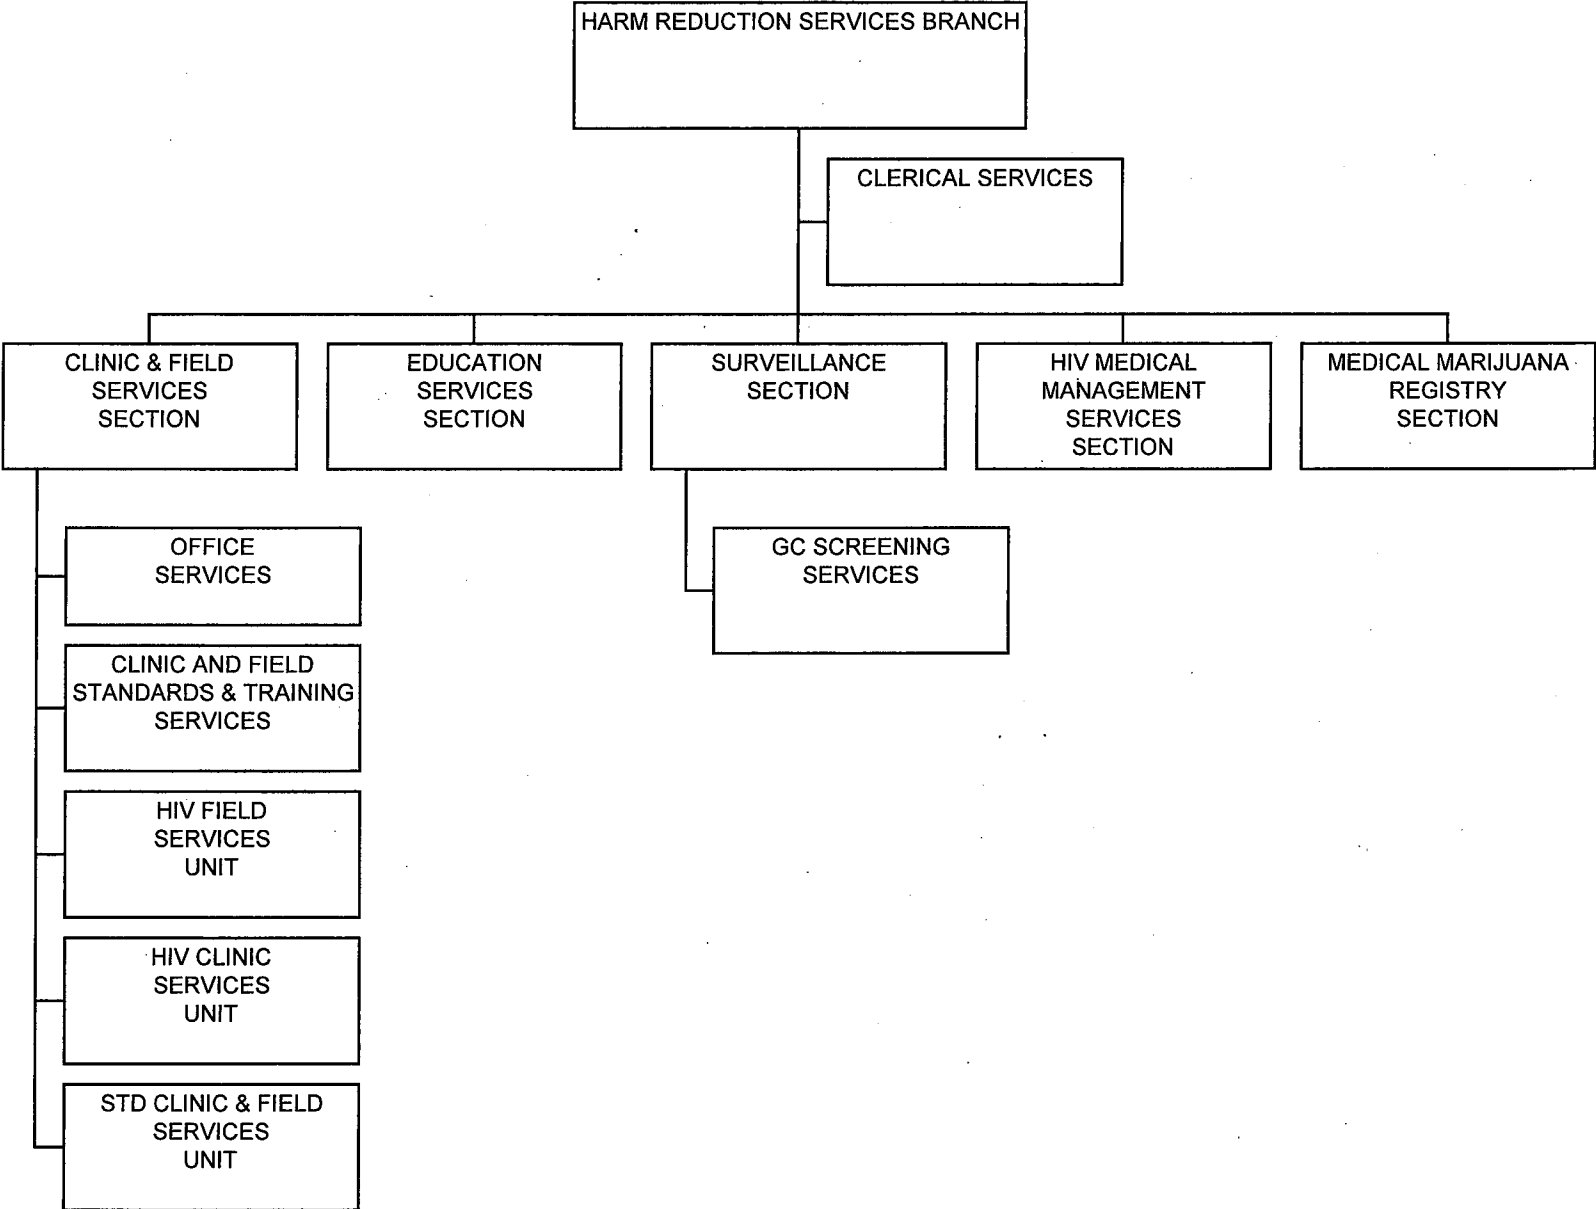 HARM REDUCTION SERVICES BRANCH
CLERICAL SERVICES
CLINIC & FIELD
SERVICES
SECTION
EDUCATION
SERVICES
SECTION
SURVEILLANCE
SECTION
HIV MEDICAL
MANAGEMENT
SERVICES
SECTION
MEDICAL MARIJUANA
REGISTRY
SECTION
OFFICE
SERVICES
GC SCREENING
SERVICES
CLINIC AND FIELD
STANDARDS & TRAINING
SERVICES
HIV FIELD
SERVICES
UNIT
HIV CLINIC
SERVICES
UNIT
STD CLINIC & FIELD
SERVICES
UNIT